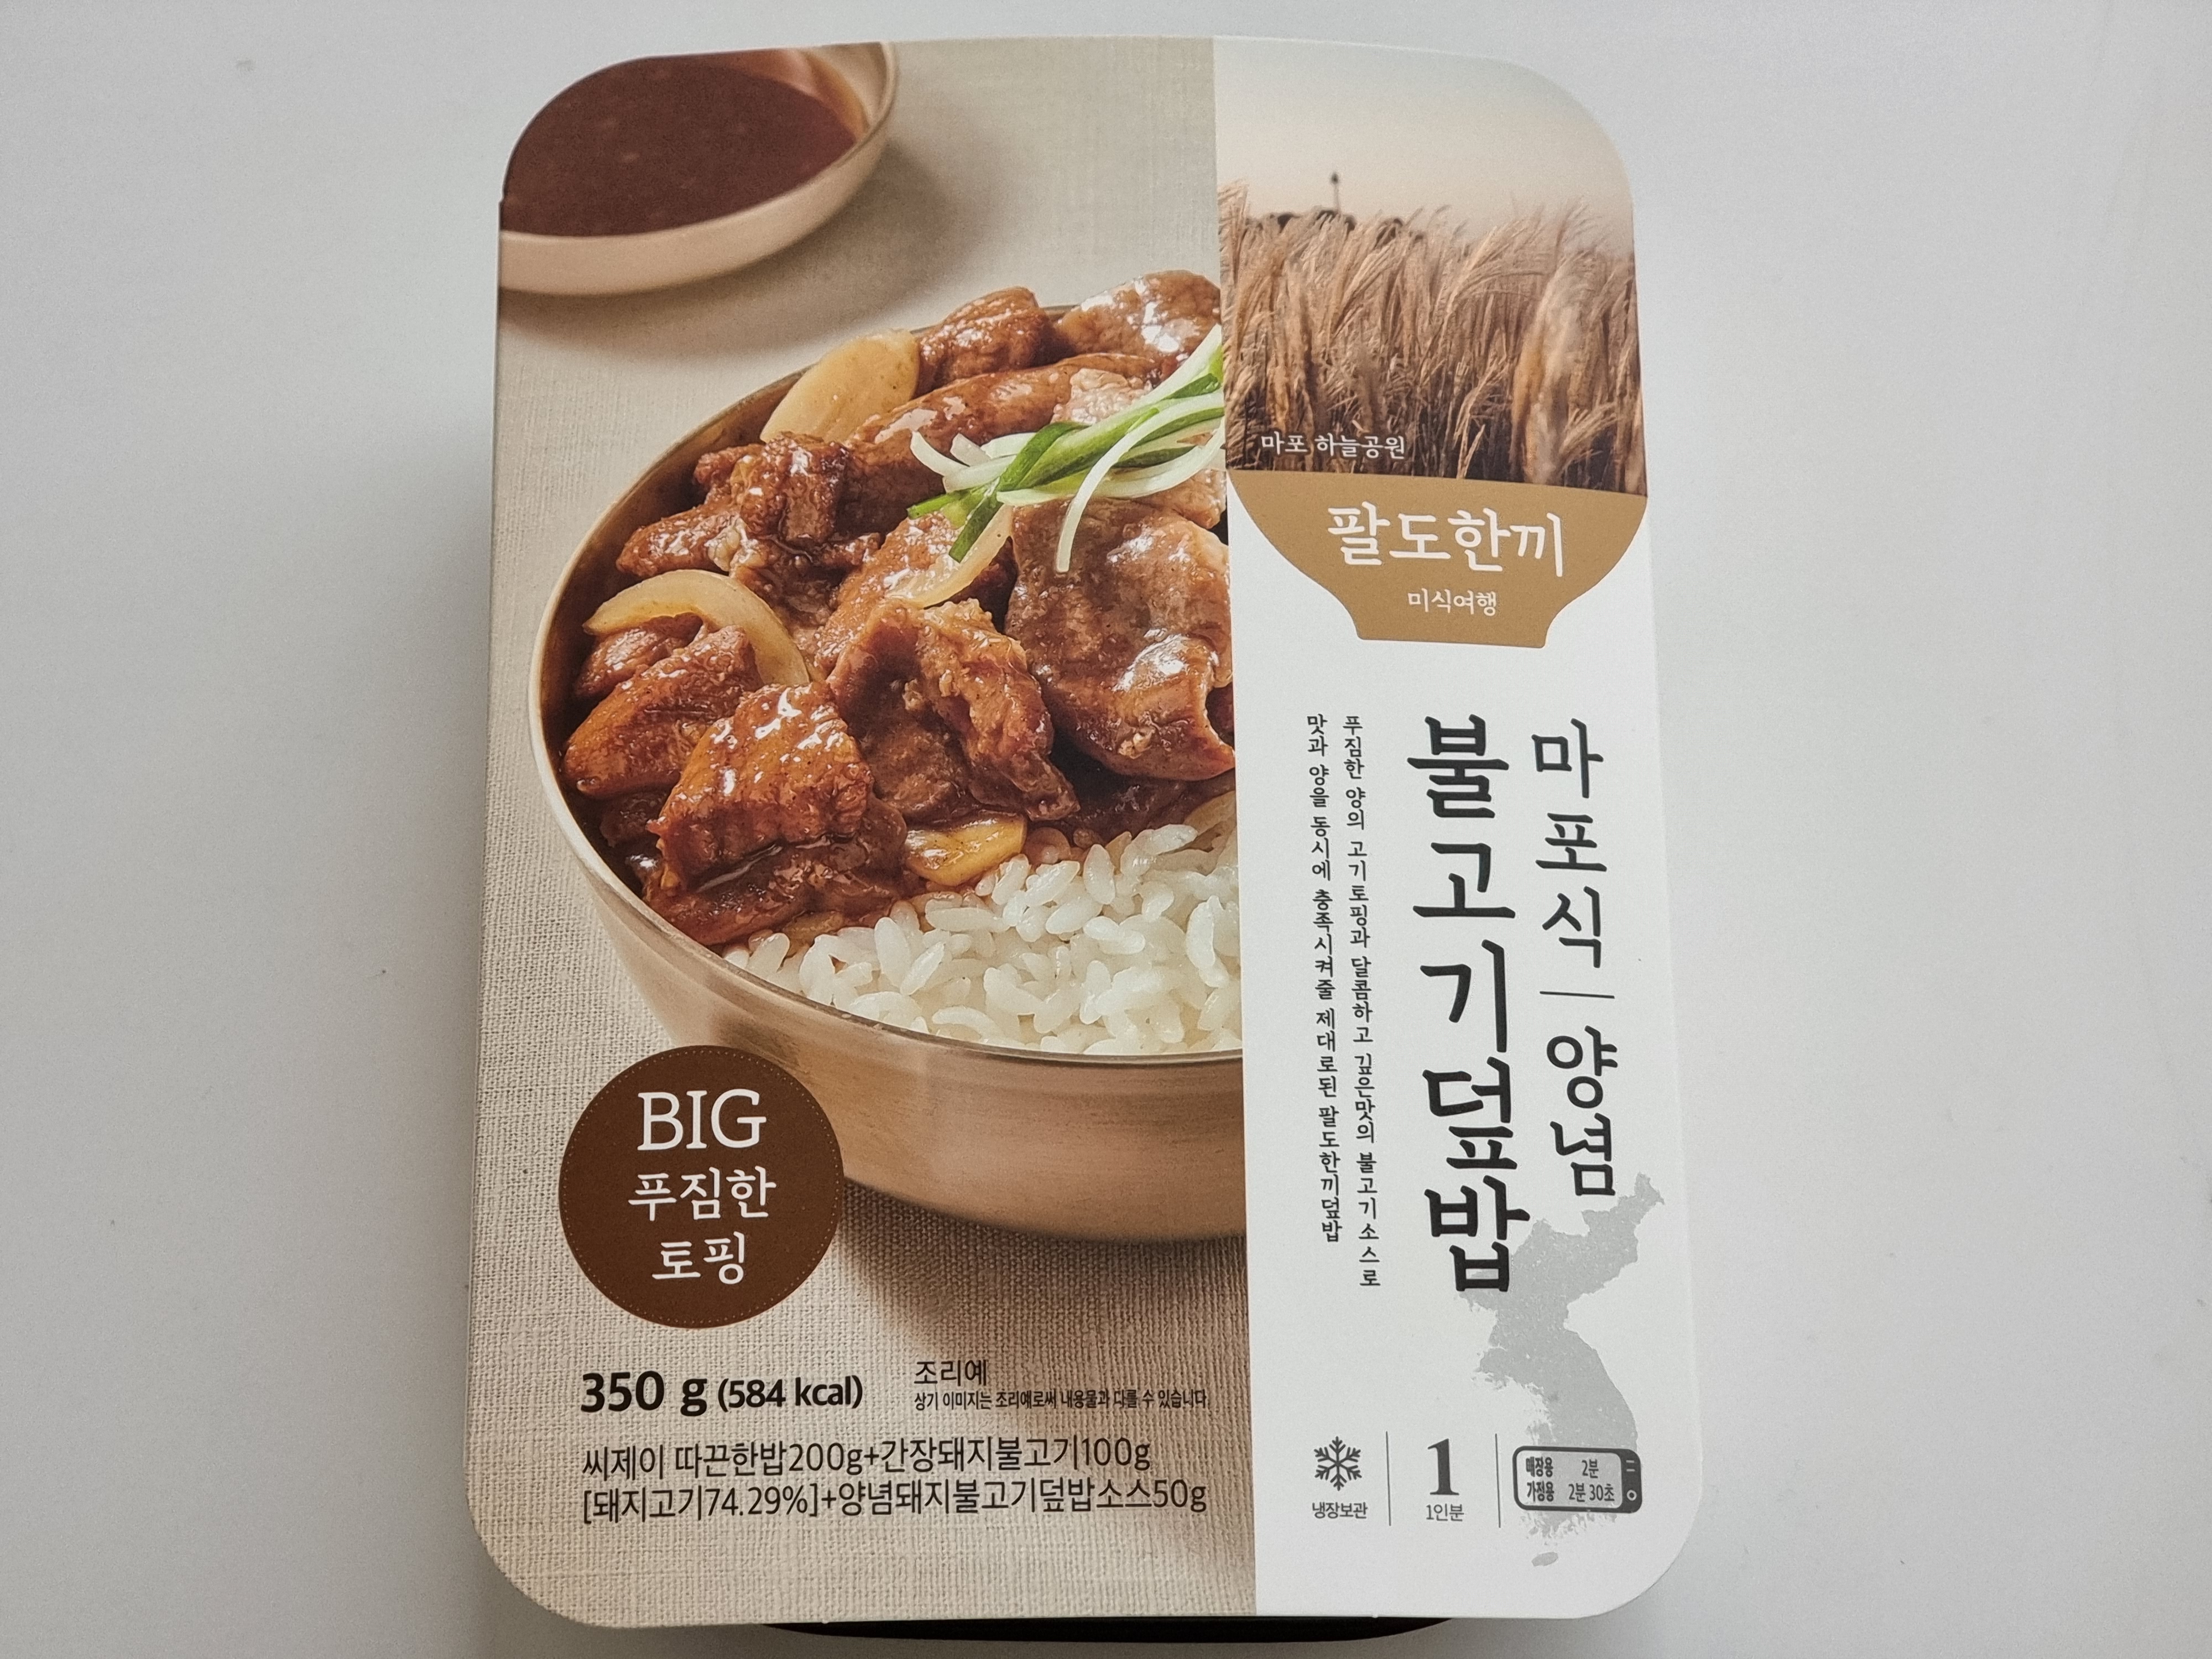 마포 하늘공원
팔도한끼
미식여행
마포식 | 양념
불고기덮밥
푸짐한 양의 고기토핑과 달콤하고 깊은맛의 불고기소스로
맛과 양을 동시에 충족시켜줄 제대로된 팔도한끼덮밥
BIG
푸짐한
토핑
350 g (584 kcal)
조리예
상기 이미지는 조리예로써 내용물과 다를 수 있습니다.
씨제이 따끈한밥200g+간장돼지불고기100g
[돼지고기74.29%]+양념돼지불고기덮밥소스50g
냉장보관
1
1인분
매장용 2분
가정용 2분 30초